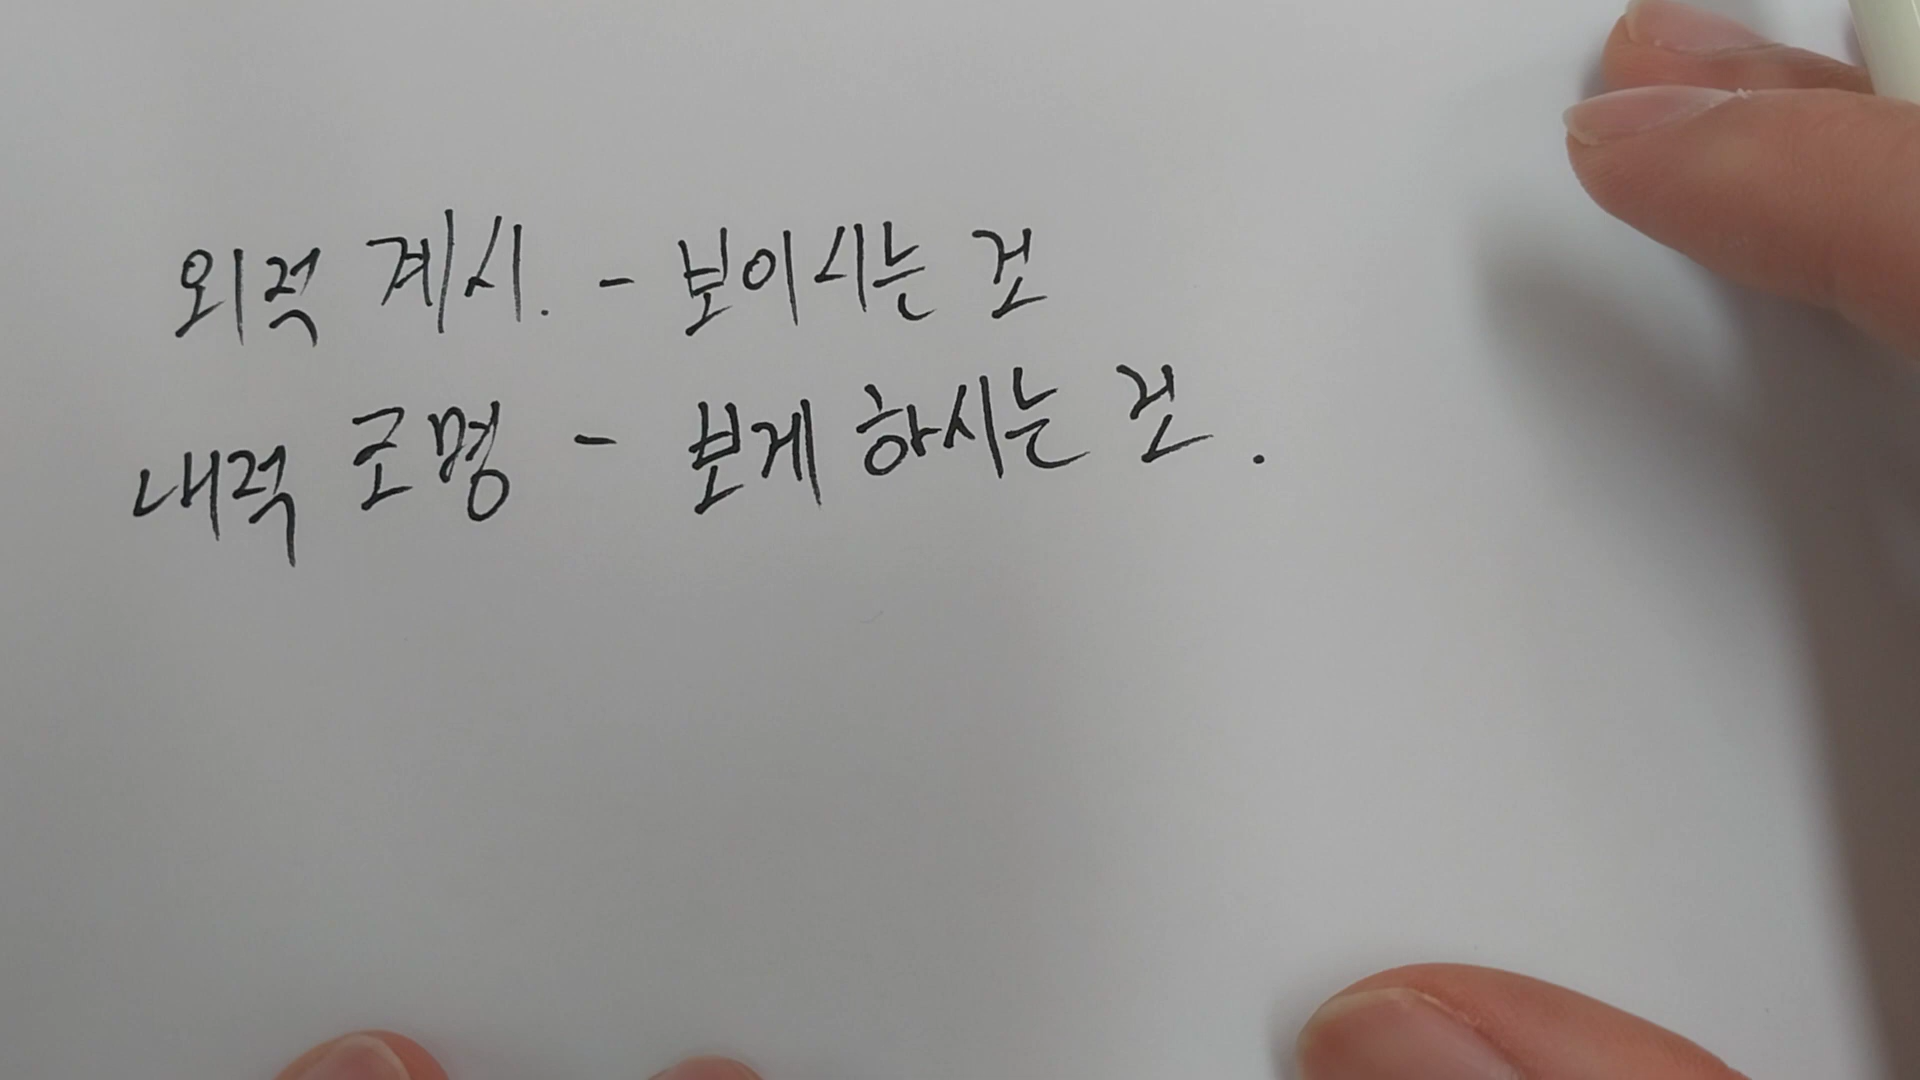 외적 계시. - 보이시는 것
내적 조명 - 보게 하시는 것.